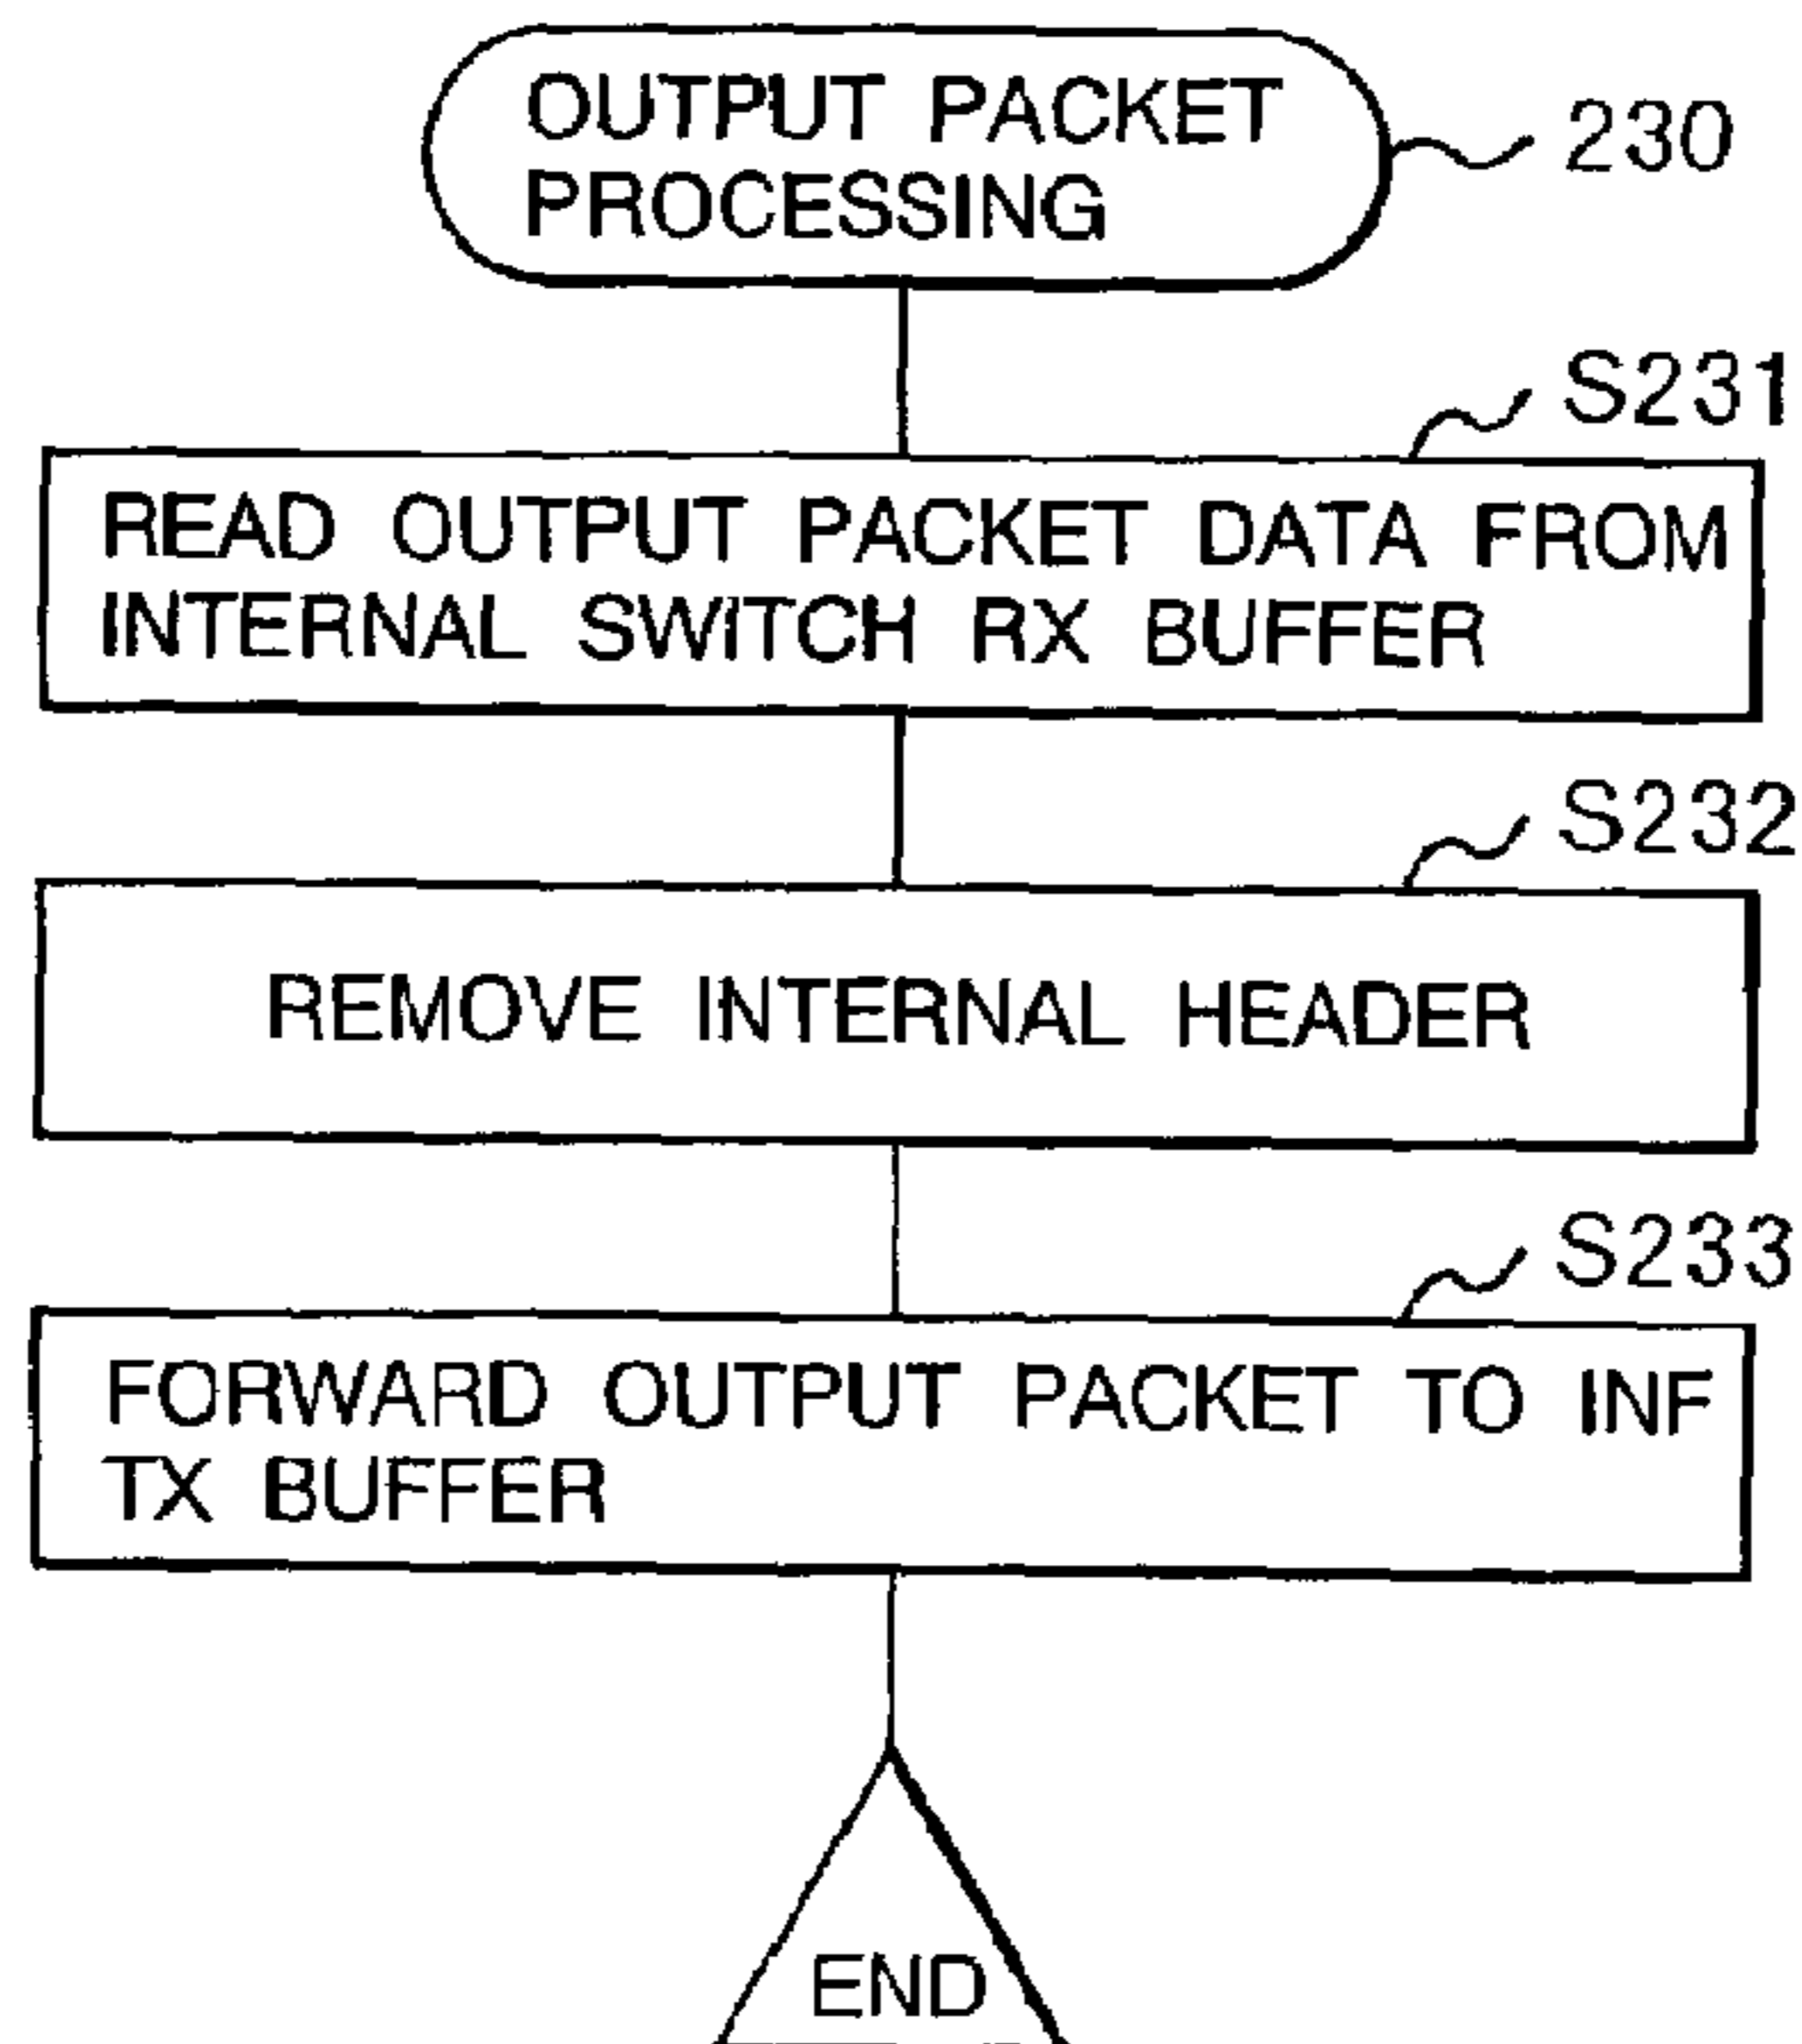 OUTPUT PACKET
PROCESSING
230
S231
READ OUTPUT PACKET DATA FROM
INTERNAL SWITCH RX BUFFER
S232
REMOVE INTERNAL HEADER
S233
FORWARD OUTPUT PACKET TO INF
TX BUFFER
END